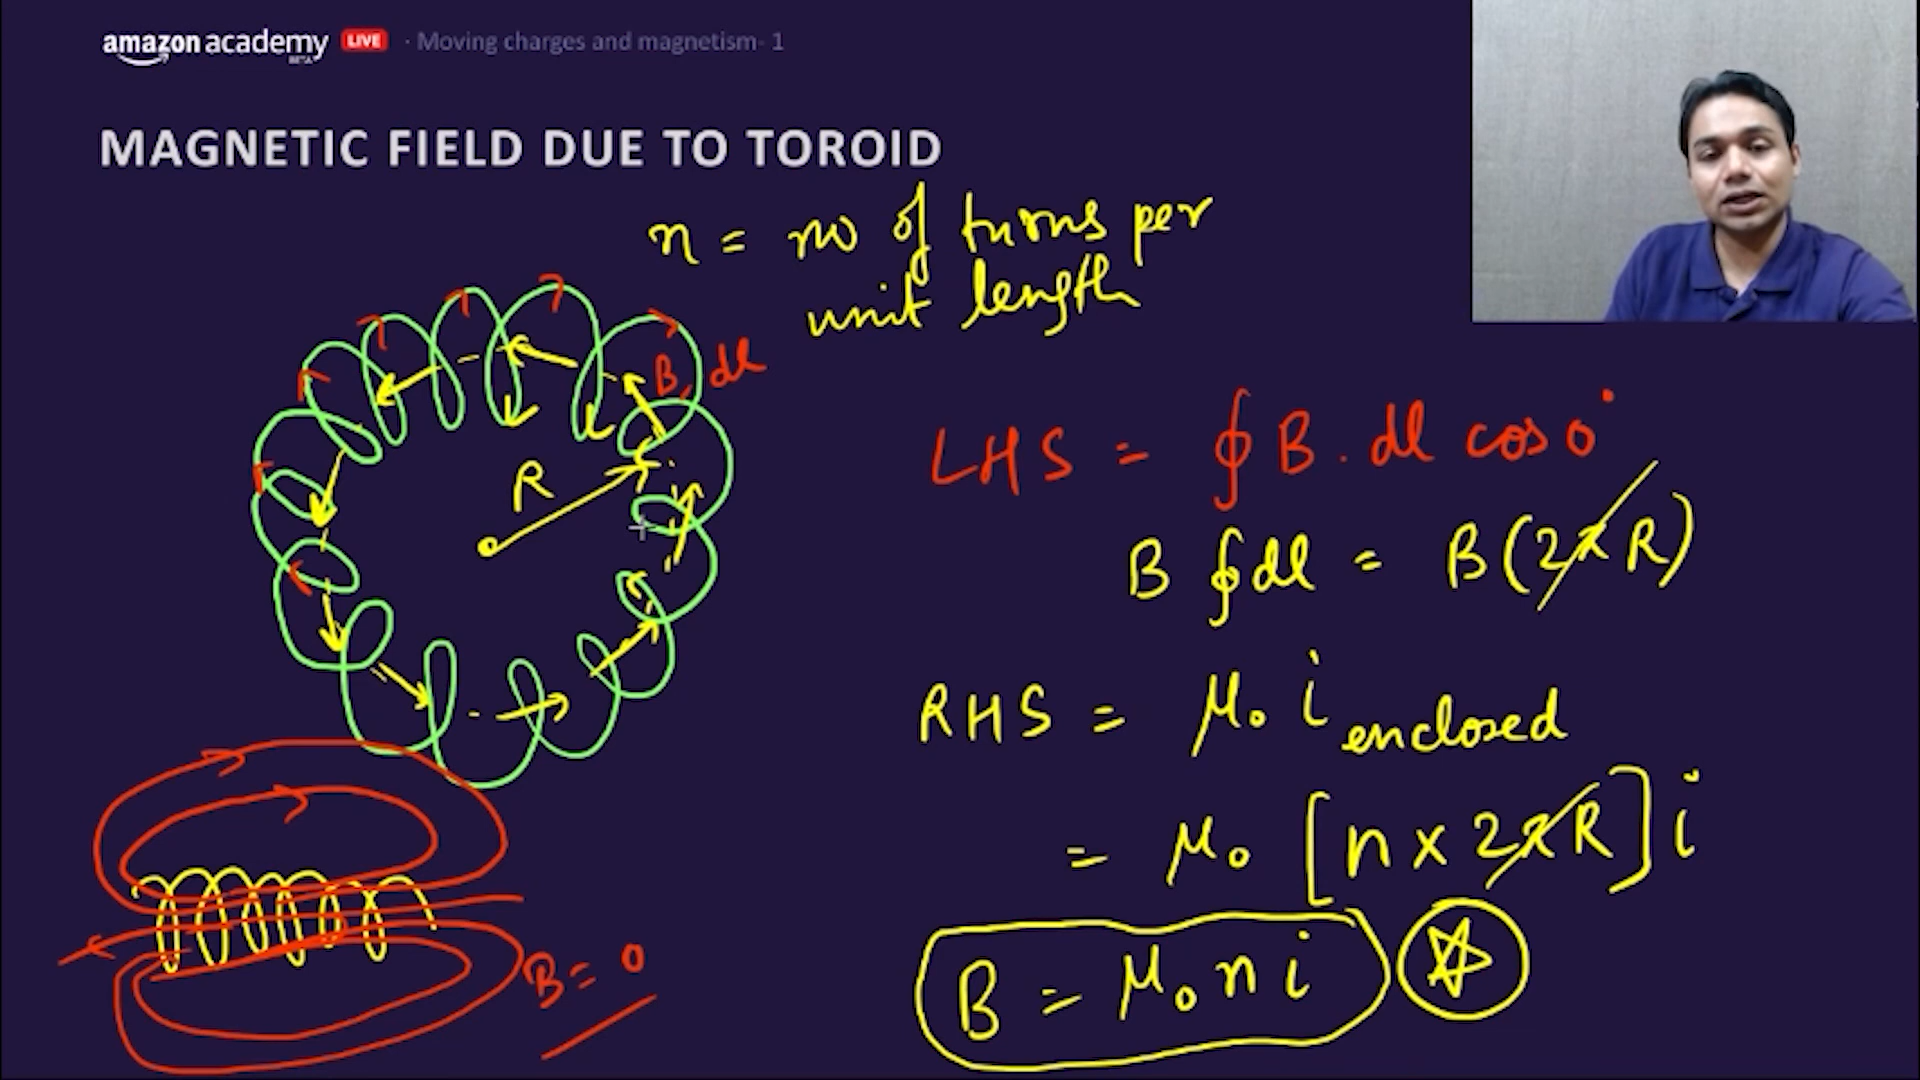 amazon academy LIVE · Moving charges and magnetism- 1
BETA
MAGNETIC FIELD DUE TO TOROID
n = no of turns per
unit length
B, dl
R
LHS = ∮ B . dl cos 0°
B ∮ dl = B (2πR)
RHS = μ₀ i enclosed
= μ₀ [n × 2πR] i
B = 0
B = μ₀ n i